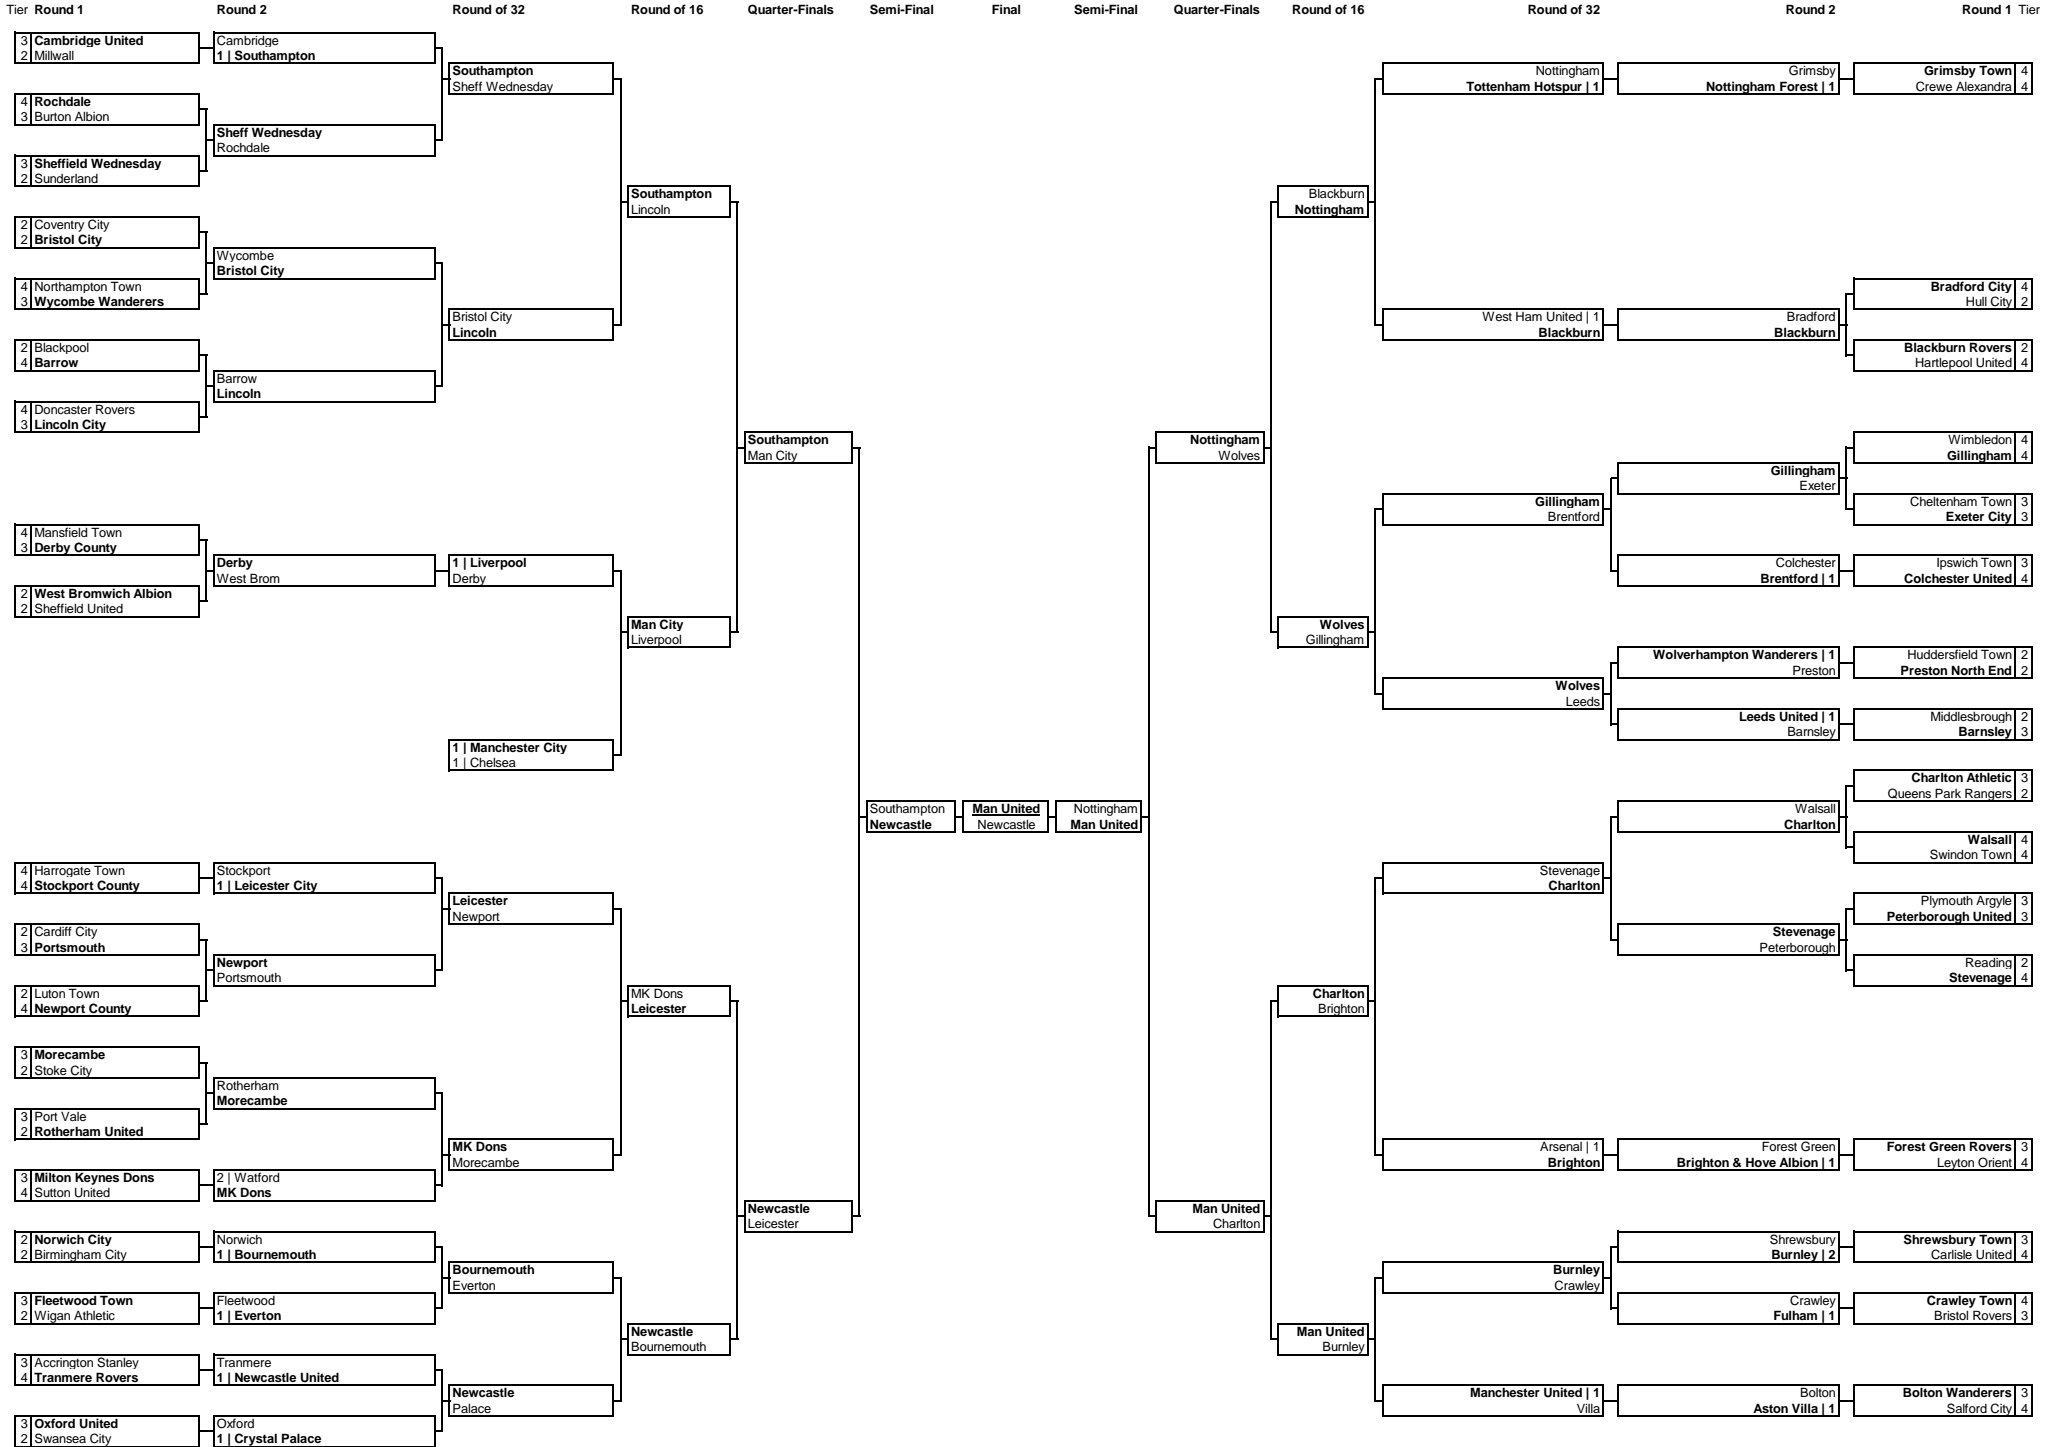 Tier Round 1 Round 2 Round of 32 Round of 16 Quarter-Finals Semi-Final Final Semi-Final Quarter-Finals Round of 16 Round of 32 Round 2 Round 1 Tier
3 Cambridge United
2 Millwall
4 Rochdale
3 Burton Albion
3 Sheffield Wednesday
2 Sunderland
2 Coventry City
2 Bristol City
4 Northampton Town
3 Wycombe Wanderers
2 Blackpool
4 Barrow
4 Doncaster Rovers
3 Lincoln City
4 Mansfield Town
3 Derby County
2 West Bromwich Albion
2 Sheffield United
4 Harrogate Town
4 Stockport County
2 Cardiff City
3 Portsmouth
2 Luton Town
4 Newport County
3 Morecambe
2 Stoke City
3 Port Vale
2 Rotherham United
3 Milton Keynes Dons
4 Sutton United
2 Norwich City
2 Birmingham City
3 Fleetwood Town
2 Wigan Athletic
3 Accrington Stanley
4 Tranmere Rovers
3 Oxford United
2 Swansea City
Cambridge
1 | Southampton
Sheff Wednesday
Rochdale
Wycombe
Bristol City
Barrow
Lincoln
Derby
West Brom
Stockport
1 | Leicester City
Newport
Portsmouth
Rotherham
Morecambe
2 | Watford
MK Dons
Norwich
1 | Bournemouth
Fleetwood
1 | Everton
Tranmere
1 | Newcastle United
Oxford
1 | Crystal Palace
Southampton
Sheff Wednesday
Bristol City
Lincoln
1 | Liverpool
Derby
1 | Manchester City
1 | Chelsea
Leicester
Newport
MK Dons
Morecambe
Bournemouth
Everton
Newcastle
Palace
Southampton
Lincoln
Man City
Liverpool
MK Dons
Leicester
Newcastle
Bournemouth
Southampton
Man City
Newcastle
Leicester
Southampton
Newcastle
Man United
Newcastle
Nottingham
Man United
Nottingham
Wolves
Man United
Charlton
Blackburn
Nottingham
Wolves
Gillingham
Charlton
Brighton
Man United
Burnley
Nottingham
Tottenham Hotspur | 1
West Ham United | 1
Blackburn
Gillingham
Brentford
Wolves
Leeds
Stevenage
Charlton
Arsenal | 1
Brighton
Burnley
Crawley
Manchester United | 1
Villa
Grimsby
Nottingham Forest | 1
Bradford
Blackburn
Gillingham
Exeter
Colchester
Brentford | 1
Wolverhampton Wanderers | 1
Preston
Leeds United | 1
Barnsley
Walsall
Charlton
Stevenage
Peterborough
Forest Green
Brighton & Hove Albion | 1
Shrewsbury
Burnley | 2
Crawley
Fulham | 1
Bolton
Aston Villa | 1
Grimsby Town 4
Crewe Alexandra 4
Bradford City 4
Hull City 2
Blackburn Rovers 2
Hartlepool United 4
Wimbledon 4
Gillingham 4
Cheltenham Town 3
Exeter City 3
Ipswich Town 3
Colchester United 4
Huddersfield Town 2
Preston North End 2
Middlesbrough 2
Barnsley 3
Charlton Athletic 3
Queens Park Rangers 2
Walsall 4
Swindon Town 4
Plymouth Argyle 3
Peterborough United 3
Reading 2
Stevenage 4
Forest Green Rovers 3
Leyton Orient 4
Shrewsbury Town 3
Carlisle United 4
Crawley Town 4
Bristol Rovers 3
Bolton Wanderers 3
Salford City 4